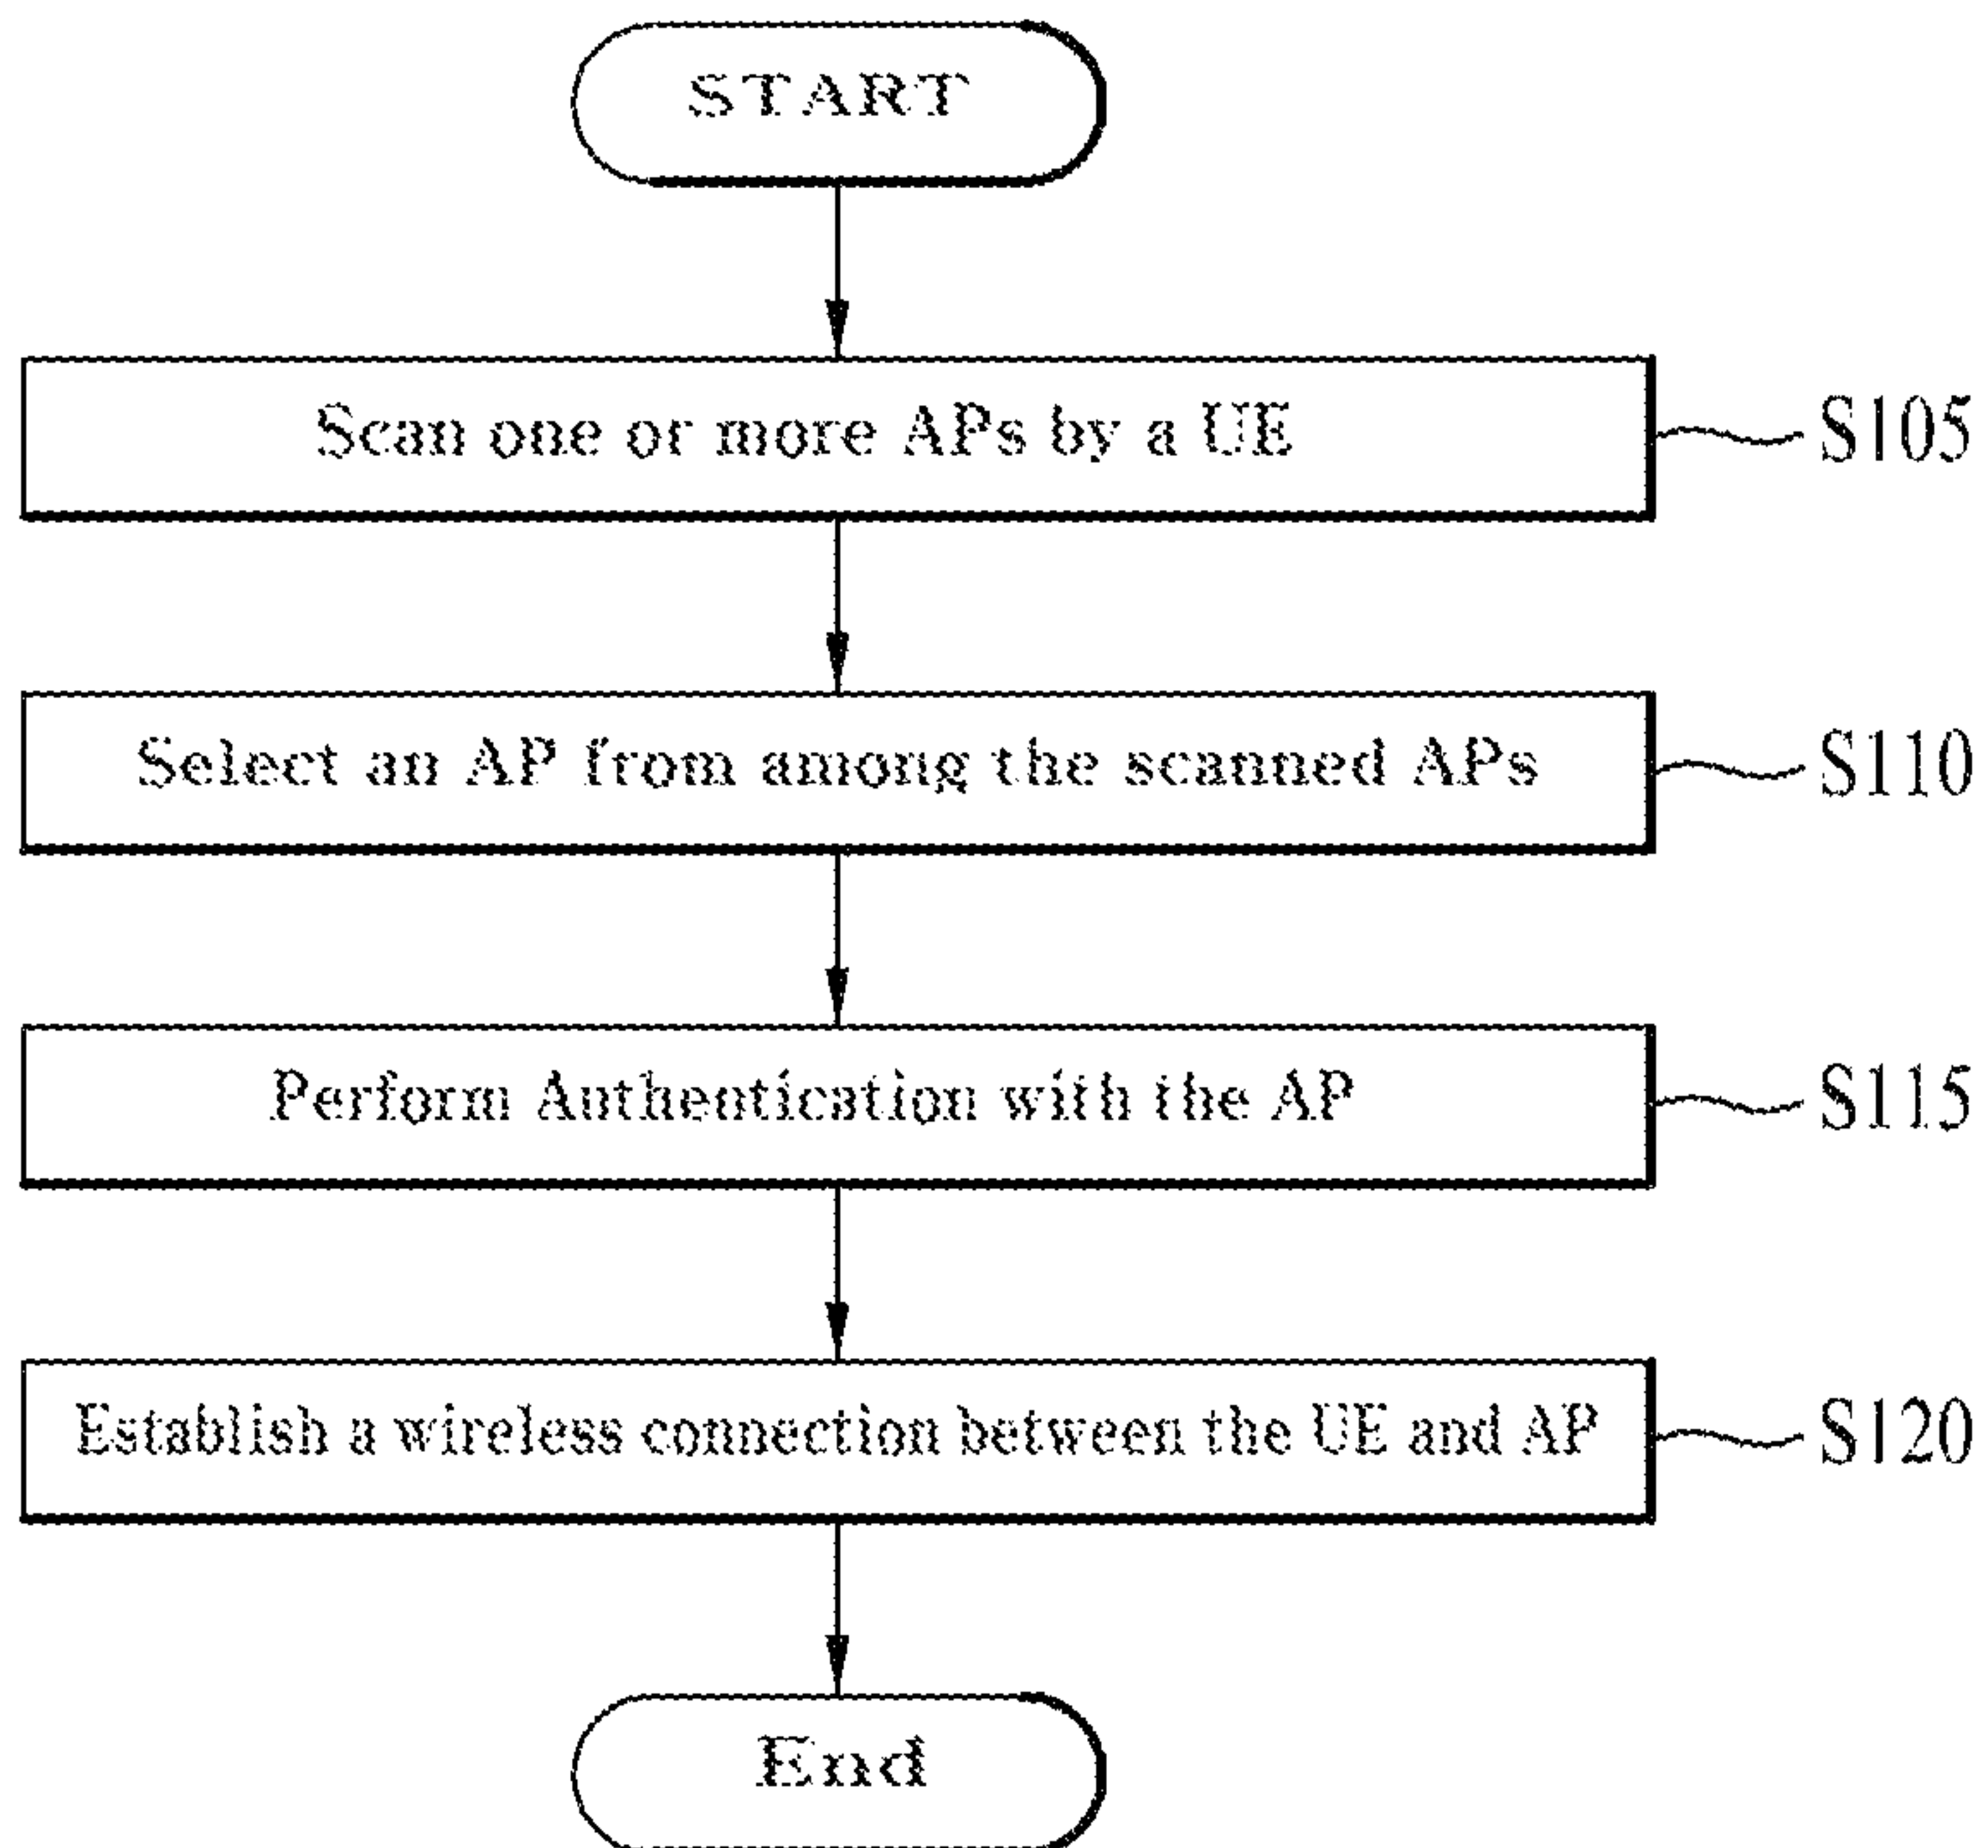 START
Scan one or more APs by a UE
S105
Select an AP from among the scanned APs
S110
Perform Authentication with the AP
S115
Establish a wireless connection between the UE and AP
S120
End